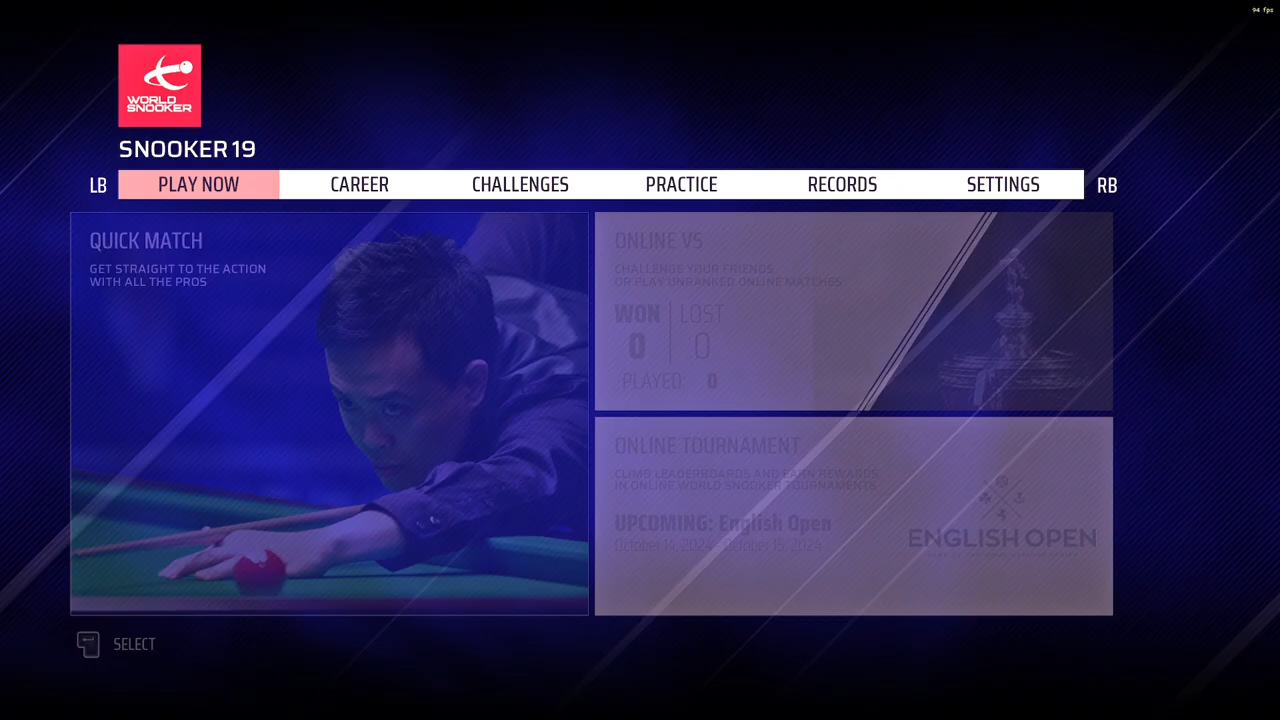 94 fps
WORLD
SNOOKER
SNOOKER 19
LB
PLAY NOW
CAREER
CHALLENGES
PRACTICE
RECORDS
SETTINGS
RB
QUICK MATCH
GET STRAIGHT TO THE ACTION
WITH ALL THE PROS
ONLINE VS
CHALLENGE YOUR FRIENDS
OR PLAY UNRANKED ONLINE MATCHES
WON LOST
0 0
PLAYED: 0
ONLINE TOURNAMENT
CLIMB LEADERBOARDS AND EARN REWARDS
IN ONLINE WORLD SNOOKER TOURNAMENTS
UPCOMING: English Open
October 14, 2024 - October 15, 2024
ENGLISH OPEN
SELECT